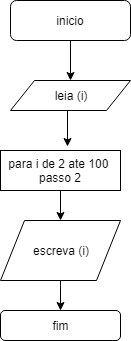 inicio
leia (i)
para i de 2 ate 100
passo 2
escreva (i)
fim